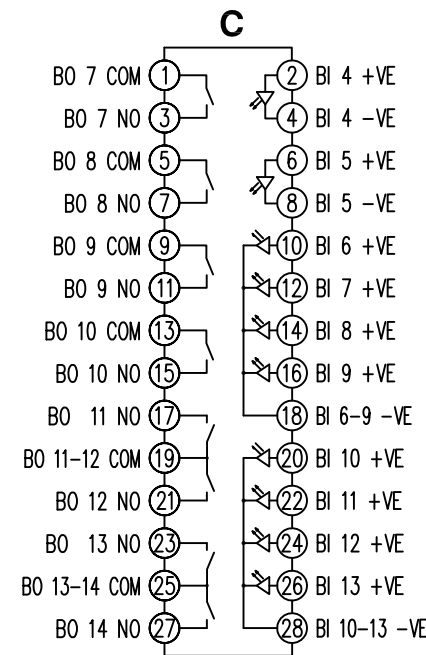 C
BO 7 COM 1 2 BI 4 +VE
BO 7 NO 3 4 BI 4 -VE
BO 8 COM 5 6 BI 5 +VE
BO 8 NO 7 8 BI 5 -VE
BO 9 COM 9 10 BI 6 +VE
BO 9 NO 11 12 BI 7 +VE
BO 10 COM 13 14 BI 8 +VE
BO 10 NO 15 16 BI 9 +VE
BO 11 NO 17 18 BI 6-9 -VE
BO 11-12 COM 19 20 BI 10 +VE
BO 12 NO 21 22 BI 11 +VE
BO 13 NO 23 24 BI 12 +VE
BO 13-14 COM 25 26 BI 13 +VE
BO 14 NO 27 28 BI 10-13 -VE